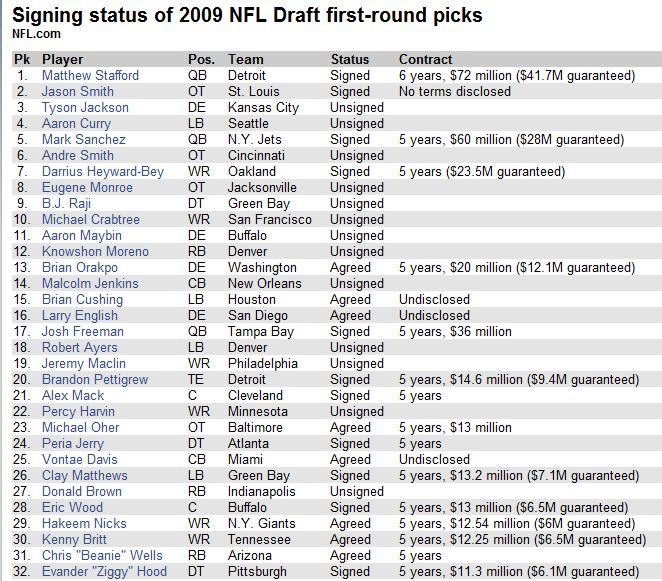 Signing status of 2009 NFL Draft first-round picks
NFL.com
Pk Player Pos. Team Status Contract
1. Matthew Stafford QB Detroit Signed 6 years, $72 million ($41.7M guaranteed)
2. Jason Smith OT St. Louis Signed No terms disclosed
3. Tyson Jackson DE Kansas City Unsigned
4. Aaron Curry LB Seattle Unsigned
5. Mark Sanchez QB N.Y. Jets Signed 5 years, $60 million ($28M guaranteed)
6. Andre Smith OT Cincinnati Unsigned
7. Darrius Heyward-Bey WR Oakland Signed 5 years ($23.5M guaranteed)
8. Eugene Monroe OT Jacksonville Unsigned
9. B.J. Raji DT Green Bay Unsigned
10. Michael Crabtree WR San Francisco Unsigned
11. Aaron Maybin DE Buffalo Unsigned
12. Knowshon Moreno RB Denver Unsigned
13. Brian Orakpo DE Washington Agreed 5 years, $20 million ($12.1M guaranteed)
14. Malcolm Jenkins CB New Orleans Unsigned
15. Brian Cushing LB Houston Agreed Undisclosed
16. Larry English DE San Diego Agreed Undisclosed
17. Josh Freeman QB Tampa Bay Signed 5 years, $36 million
18. Robert Ayers LB Denver Unsigned
19. Jeremy Maclin WR Philadelphia Unsigned
20. Brandon Pettigrew TE Detroit Signed 5 years, $14.6 million ($9.4M guaranteed)
21. Alex Mack C Cleveland Signed 5 years
22. Percy Harvin WR Minnesota Unsigned
23. Michael Oher OT Baltimore Agreed 5 years, $13 million
24. Peria Jerry DT Atlanta Signed 5 years
25. Vontae Davis CB Miami Agreed Undisclosed
26. Clay Matthews LB Green Bay Signed 5 years, $13.2 million ($7.1M guaranteed)
27. Donald Brown RB Indianapolis Unsigned
28. Eric Wood C Buffalo Signed 5 years, $13 million ($6.5M guaranteed)
29. Hakeem Nicks WR N.Y. Giants Agreed 5 years, $12.54 million ($6M guaranteed)
30. Kenny Britt WR Tennessee Agreed 5 years, $12.25 million ($6.5M guaranteed)
31. Chris "Beanie" Wells RB Arizona Agreed 5 years
32. Evander "Ziggy" Hood DT Pittsburgh Signed 5 years, $11.3 million ($6.1M guaranteed)